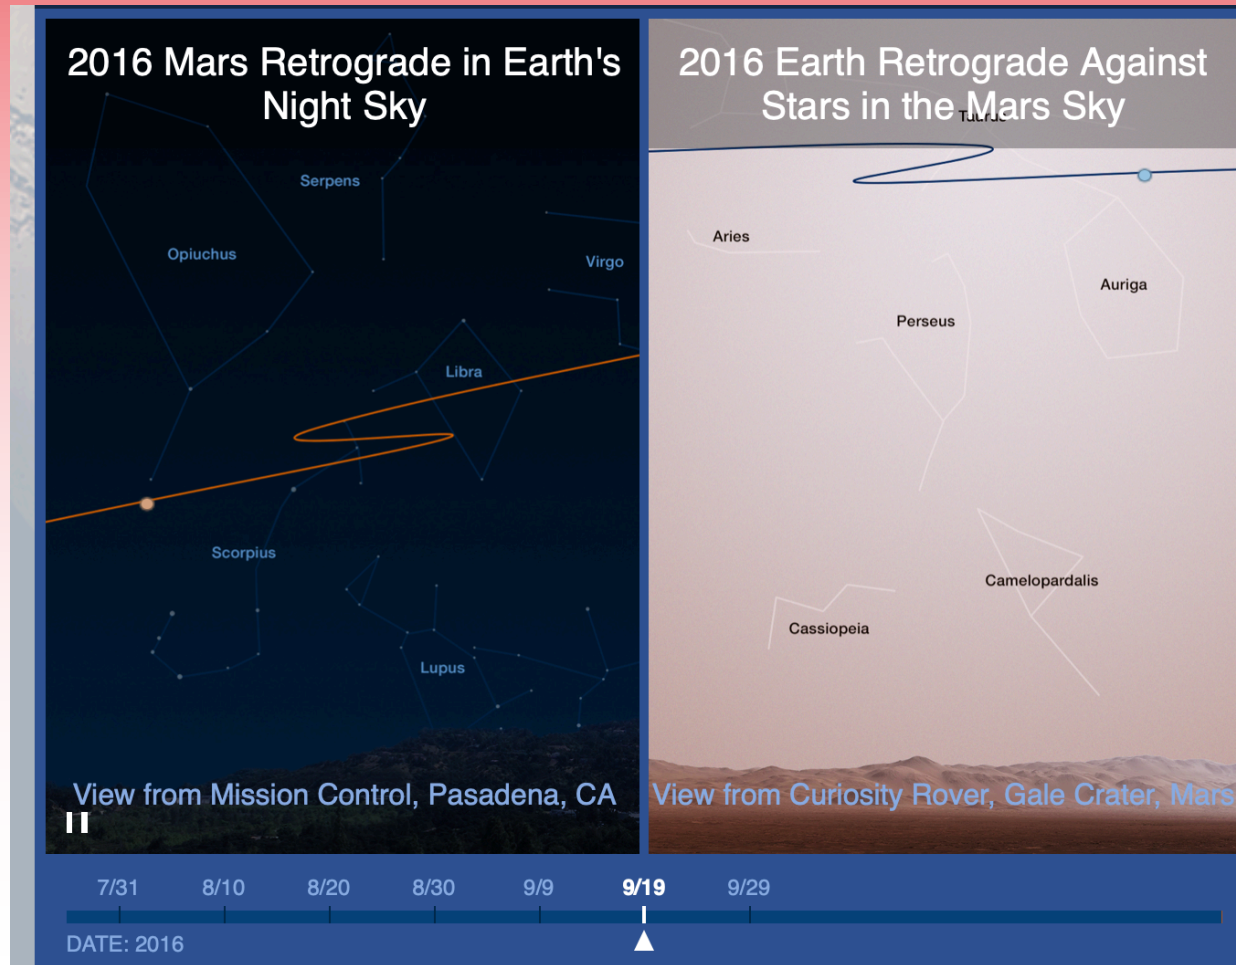 2016 Mars Retrograde in Earth's
Night Sky
Serpens
Opiuchus
Virgo
Libra
Scorpius
Lupus
View from Mission Control, Pasadena, CA
2016 Earth Retrograde Against
Stars in the Mars Sky
Taurus
Aries
Auriga
Perseus
Camelopardalis
Cassiopeia
View from Curiosity Rover, Gale Crater, Mars
7/31 8/10 8/20 8/30 9/9 9/19 9/29
DATE: 2016